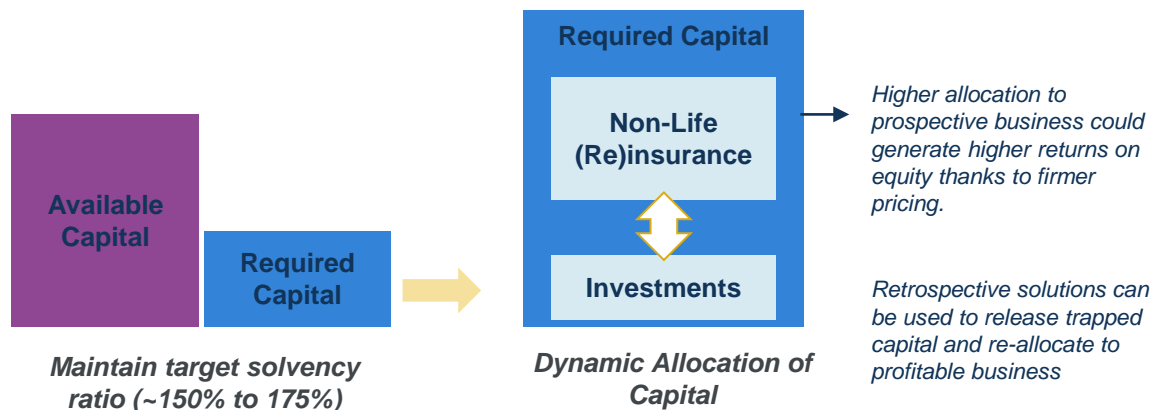 Available
Capital
Required
Capital
Maintain target solvency
ratio (~150% to 175%)
Required Capital
Non-Life
(Re)insurance
Investments
Dynamic Allocation of
Capital
Higher allocation to
prospective business could
generate higher returns on
equity thanks to firmer
pricing.
Retrospective solutions can
be used to release trapped
capital and re-allocate to
profitable business